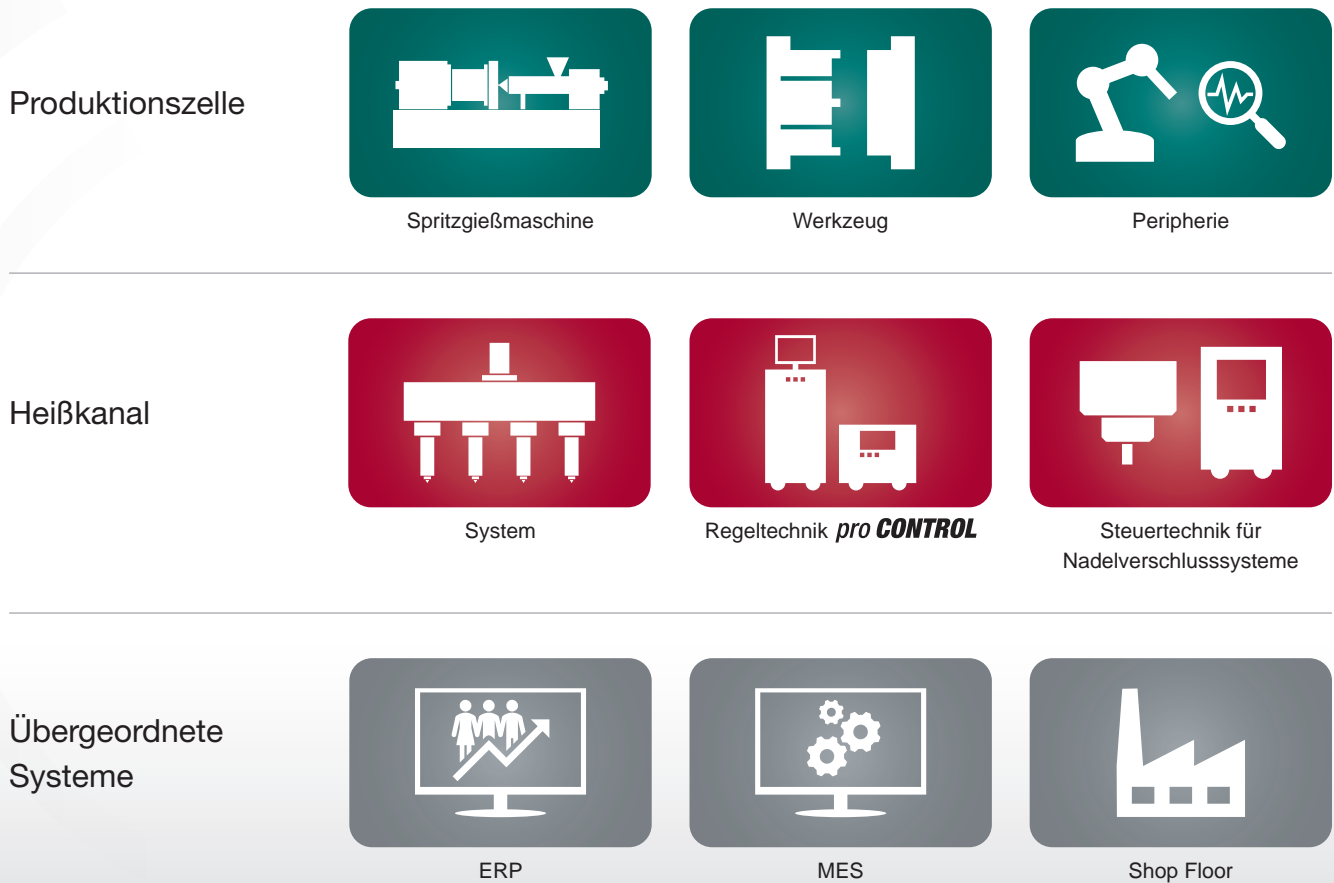 Produktionszelle
Spritzgießmaschine
Werkzeug
Peripherie
Heißkanal
System
Regeltechnik pro CONTROL
Steuertechnik für
Nadelverschlusssysteme
Übergeordnete
Systeme
ERP
MES
Shop Floor